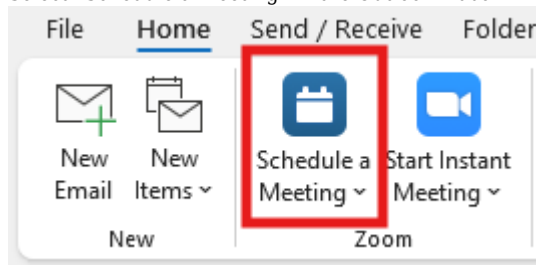 File Home Send / Receive Folder
New Email
New Items
Schedule a Meeting
Start Instant Meeting
New
Zoom